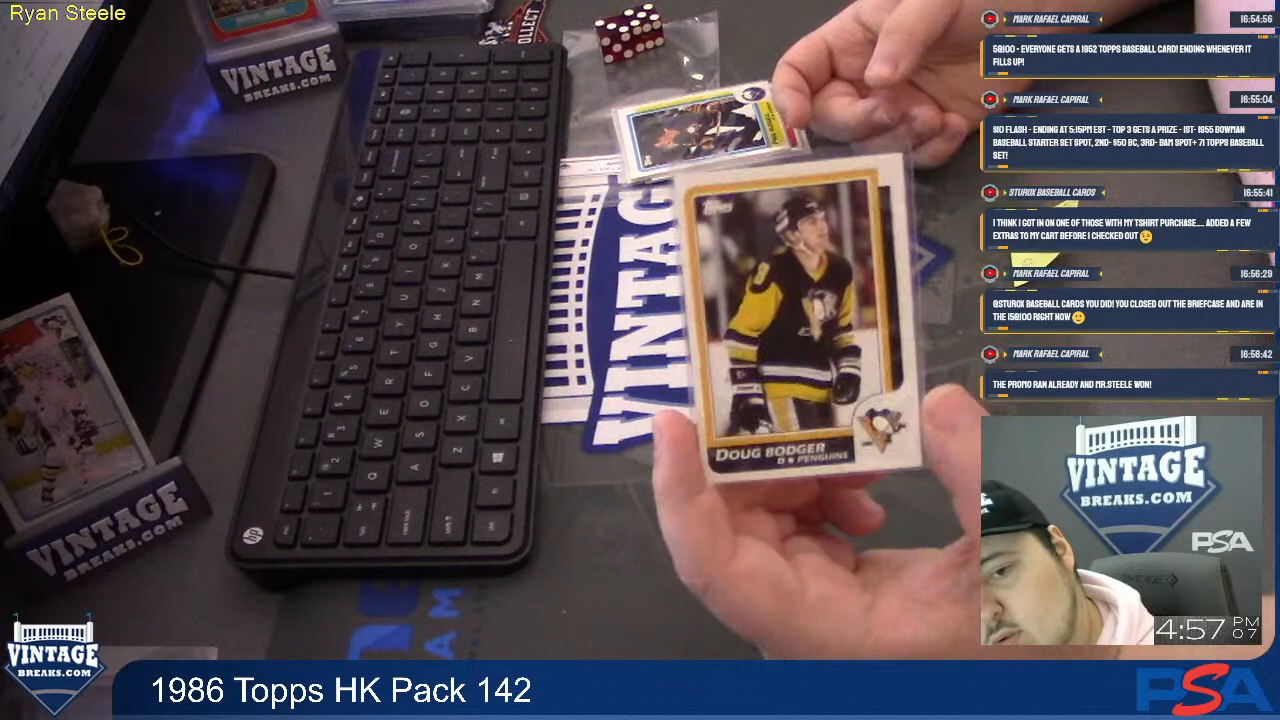 Ryan Steele
VINTAGE
BREAKS.COM
COLLECT
VINTAGE
Topps
DOUG BODGER
D ★ PENGUINS
VINTAGE
BREAKS.COM
hp
MARK RAFAEL CAPIRAL
16:54:56
5@100 - EVERYONE GETS A 1952 TOPPS BASEBALL CARD! ENDING WHENEVER IT
FILLS UP!
MARK RAFAEL CAPIRAL
16:55:04
$10 FLASH - ENDING AT 5:15PM EST - TOP 3 GETS A PRIZE - 1ST- 1955 BOWMAN
BASEBALL STARTER SET SPOT, 2ND- $50 BC, 3RD- BAM SPOT+ 71 TOPPS BASEBALL
SET!
STUROX BASEBALL CARDS
16:55:41
I THINK I GOT IN ON ONE OF THOSE WITH MY TSHIRT PURCHASE.... ADDED A FEW
EXTRAS TO MY CART BEFORE I CHECKED OUT 😉
MARK RAFAEL CAPIRAL
16:56:29
@STUROX BASEBALL CARDS YOU DID! YOU CLOSED OUT THE BRIEFCASE AND ARE IN
THE 15@100 RIGHT NOW 🙂
MARK RAFAEL CAPIRAL
16:56:42
THE PROMO RAN ALREADY AND MR.STEELE WON!
VINTAGE
BREAKS.COM
PSA
4:57 PM
07
VINTAGE
BREAKS.COM
1986 Topps HK Pack 142
PSA